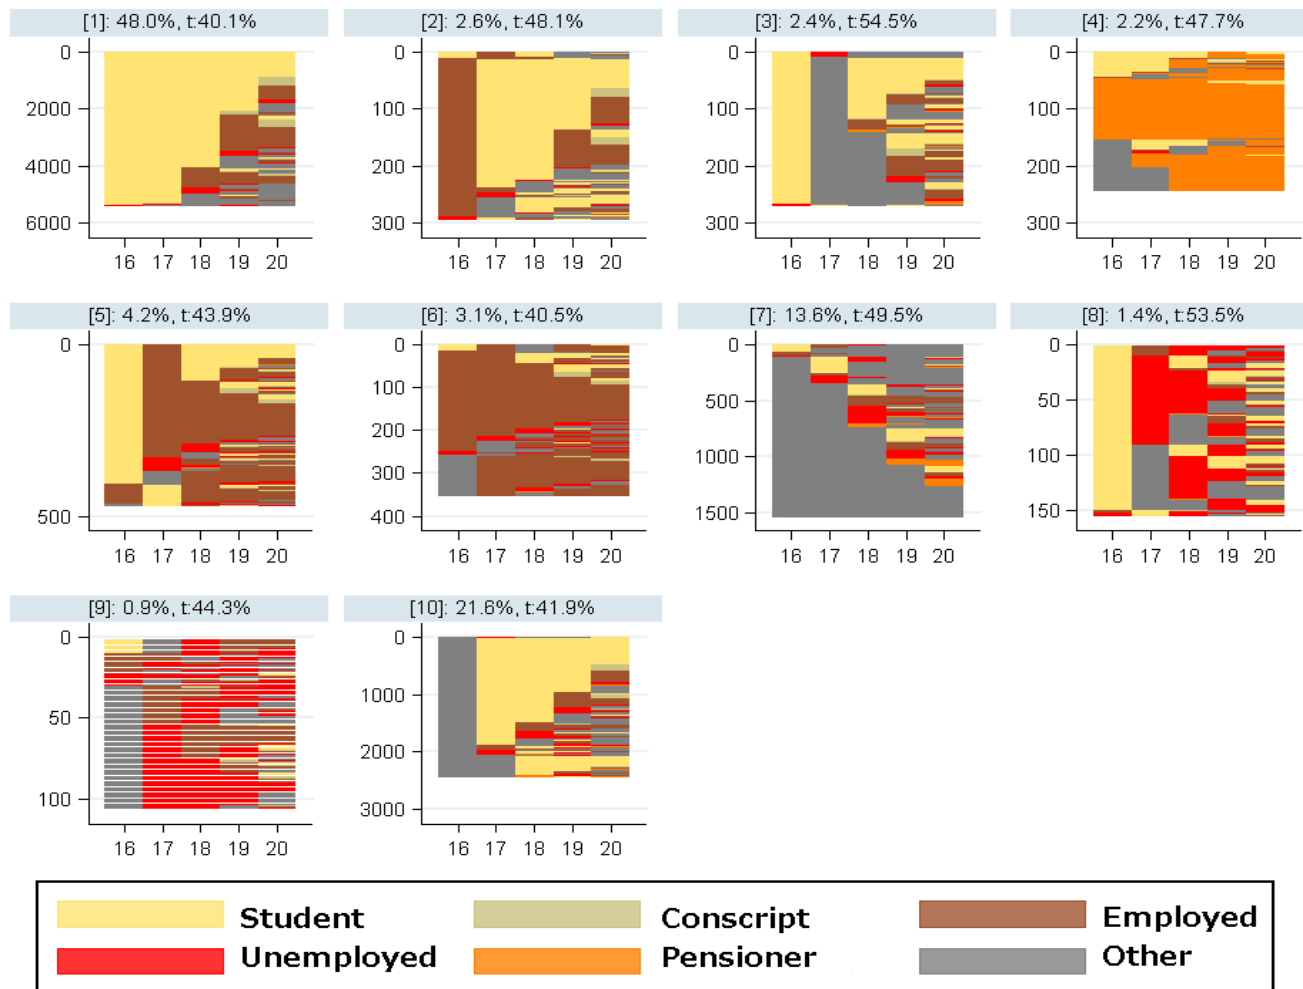 [1]: 48.0%, t:40.1%
[2]: 2.6%, t:48.1%
[3]: 2.4%, t:54.5%
[4]: 2.2%, t:47.7%
0
2000
4000
6000
16 17 18 19 20
0
100
200
300
16 17 18 19 20
0
100
200
300
16 17 18 19 20
0
100
200
300
16 17 18 19 20
[5]: 4.2%, t:43.9%
[6]: 3.1%, t:40.5%
[7]: 13.6%, t:49.5%
[8]: 1.4%, t:53.5%
0
500
16 17 18 19 20
0
100
200
300
400
16 17 18 19 20
0
500
1000
1500
16 17 18 19 20
0
50
100
150
16 17 18 19 20
[9]: 0.9%, t:44.3%
[10]: 21.6%, t:41.9%
0
50
100
16 17 18 19 20
0
1000
2000
3000
16 17 18 19 20
Student
Conscript
Employed
Unemployed
Pensioner
Other